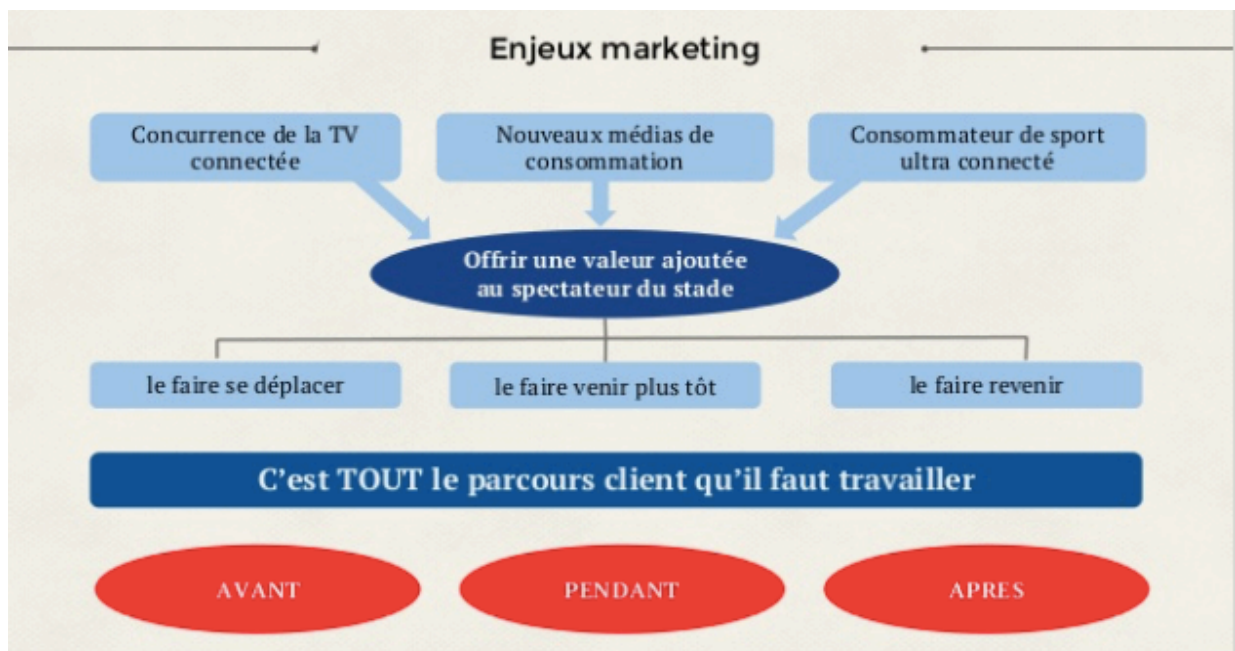 Enjeux marketing
Concurrence de la TV
connectée
Nouveaux médias de
consommation
Consommateur de sport
ultra connecté
Offrir une valeur ajoutée
au spectateur du stade
le faire se déplacer
le faire venir plus tôt
le faire revenir
C'est TOUT le parcours client qu'il faut travailler
AVANT
PENDANT
APRES